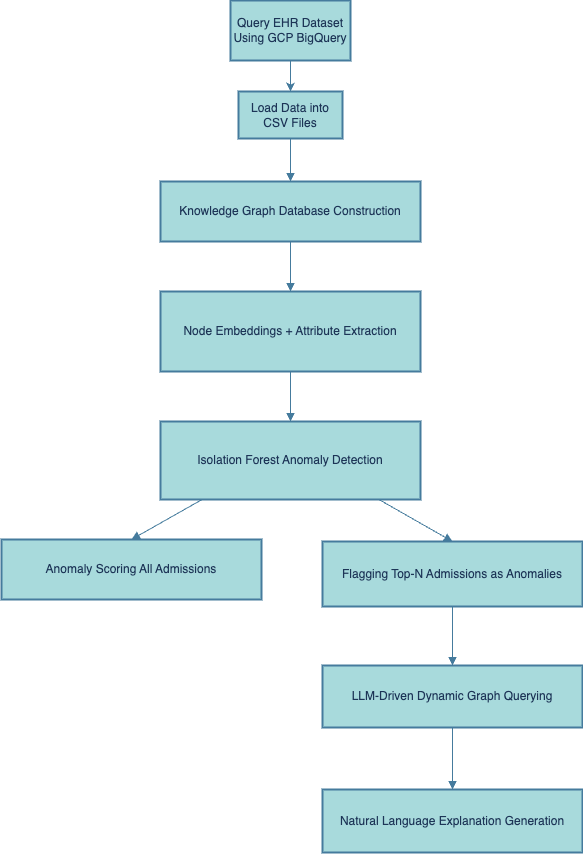 Query EHR Dataset
Using GCP BigQuery
Load Data into
CSV Files
Knowledge Graph Database Construction
Node Embeddings + Attribute Extraction
Isolation Forest Anomaly Detection
Anomaly Scoring All Admissions
Flagging Top-N Admissions as Anomalies
LLM-Driven Dynamic Graph Querying
Natural Language Explanation Generation